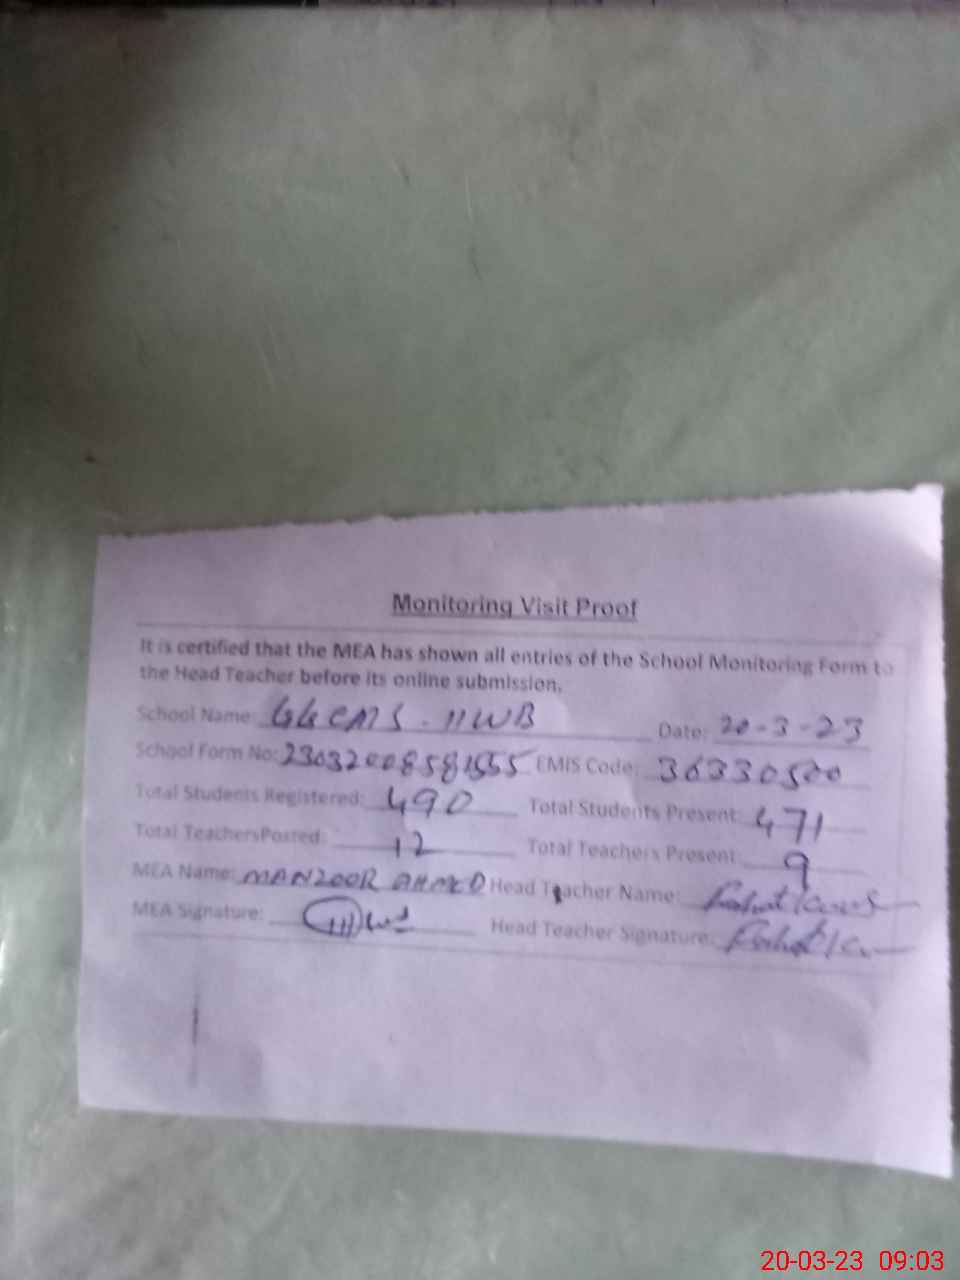 Monitoring Visit Proof
It is certified that the MEA has shown all entries of the School Monitoring Form to
the Head Teacher before its online submission.
School Name: GGCMS. 11WB Date: 20-3-23
School Form No: EMIS Code: 36330500
Total Students Registered: 490 Total Students Present: 471
Total TeachersPosted: 12 Total Teachers Present: 9
MEA Name: MANZOOR AHMED Head Teacher Name: Rahat
MEA Signature: Head Teacher Signature:
20-03-23 09:03